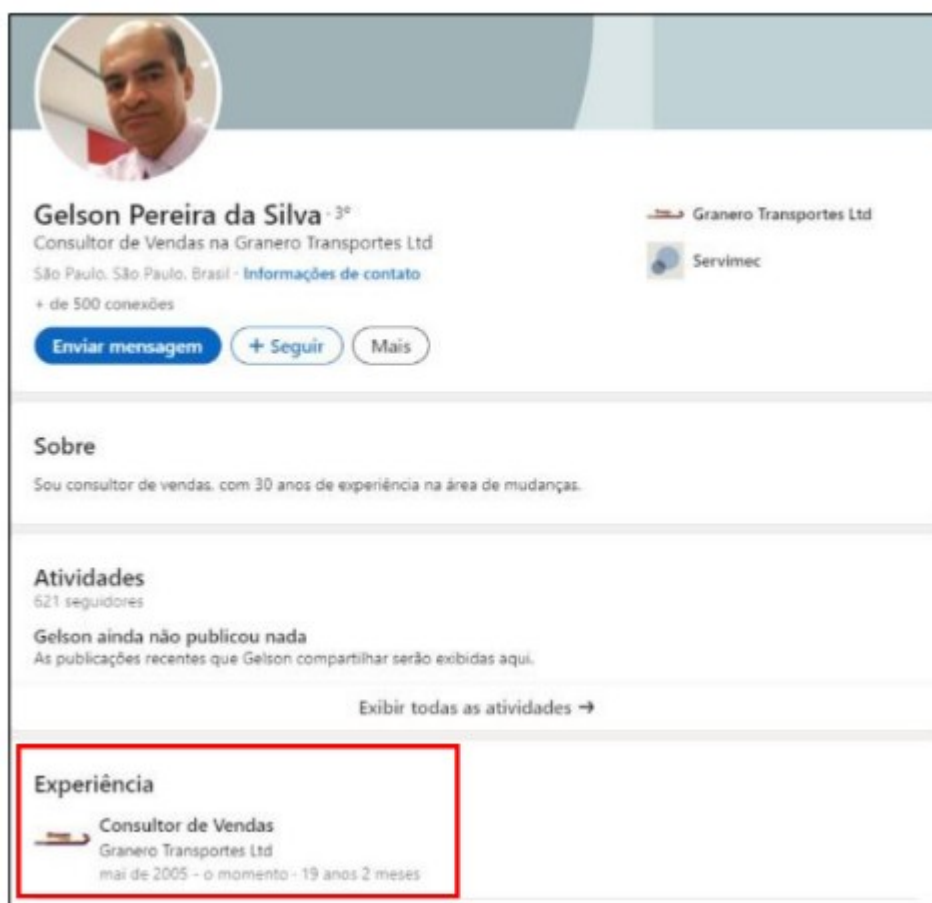 Gelson Pereira da Silva · 3º
Consultor de Vendas na Granero Transportes Ltd
São Paulo, São Paulo, Brasil · Informações de contato
+ de 500 conexões
Enviar mensagem
+ Seguir
Mais
Granero Transportes Ltd
Servimec
Sobre
Sou consultor de vendas, com 30 anos de experiência na área de mudanças.
Atividades
621 seguidores
Gelson ainda não publicou nada
As publicações recentes que Gelson compartilhar serão exibidas aqui.
Exibir todas as atividades →
Experiência
Consultor de Vendas
Granero Transportes Ltd
mai de 2005 - o momento · 19 anos 2 meses